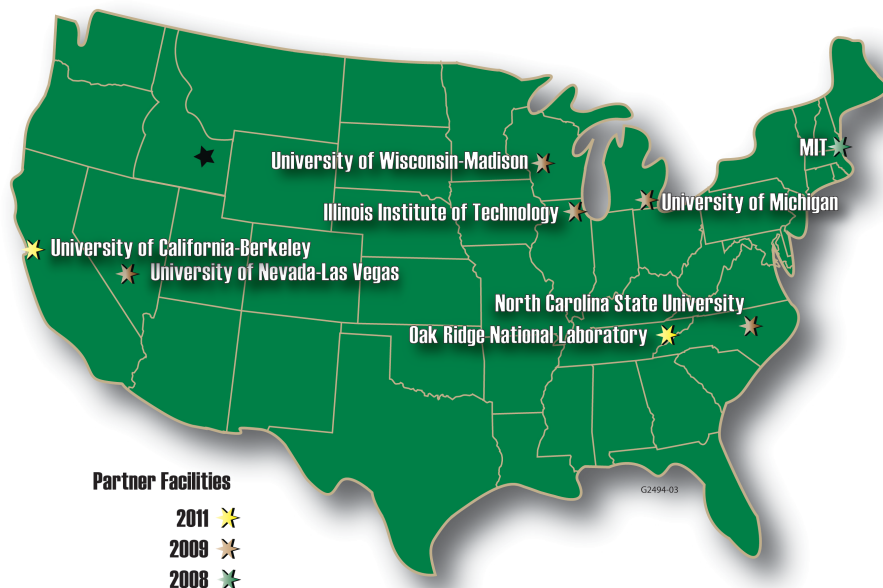 MIT
University of Wisconsin-Madison
University of Michigan
Illinois Institute of Technology
University of California-Berkeley
University of Nevada-Las Vegas
North Carolina State University
Oak Ridge National Laboratory
Partner Facilities
G2494-03
2011
2009
2008